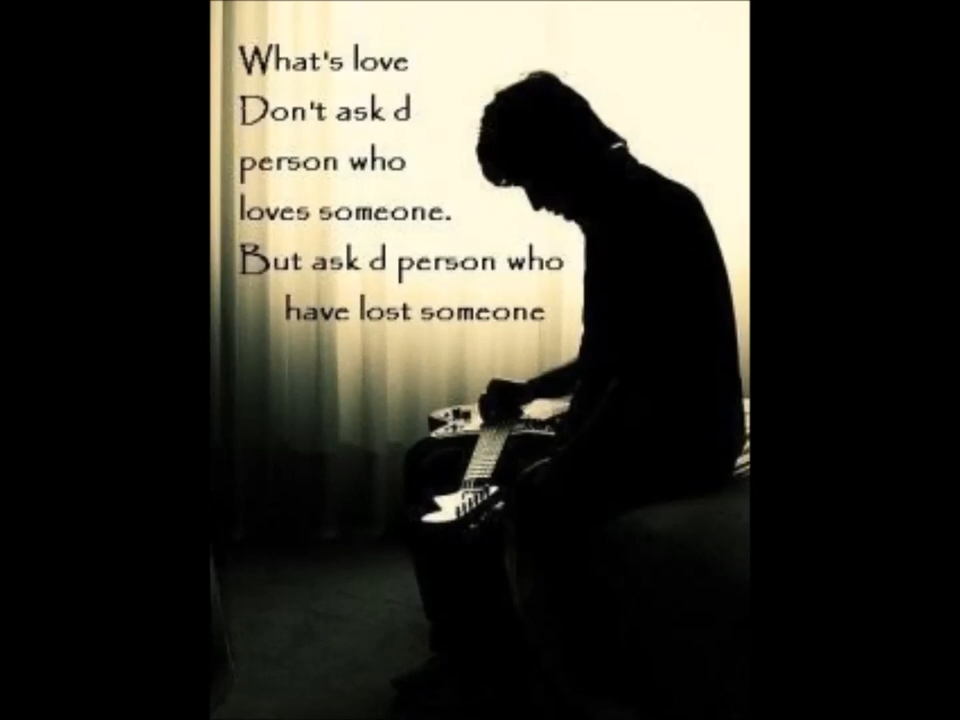 What's love
Don't ask d
person who
loves someone.
But ask d person who
have lost someone